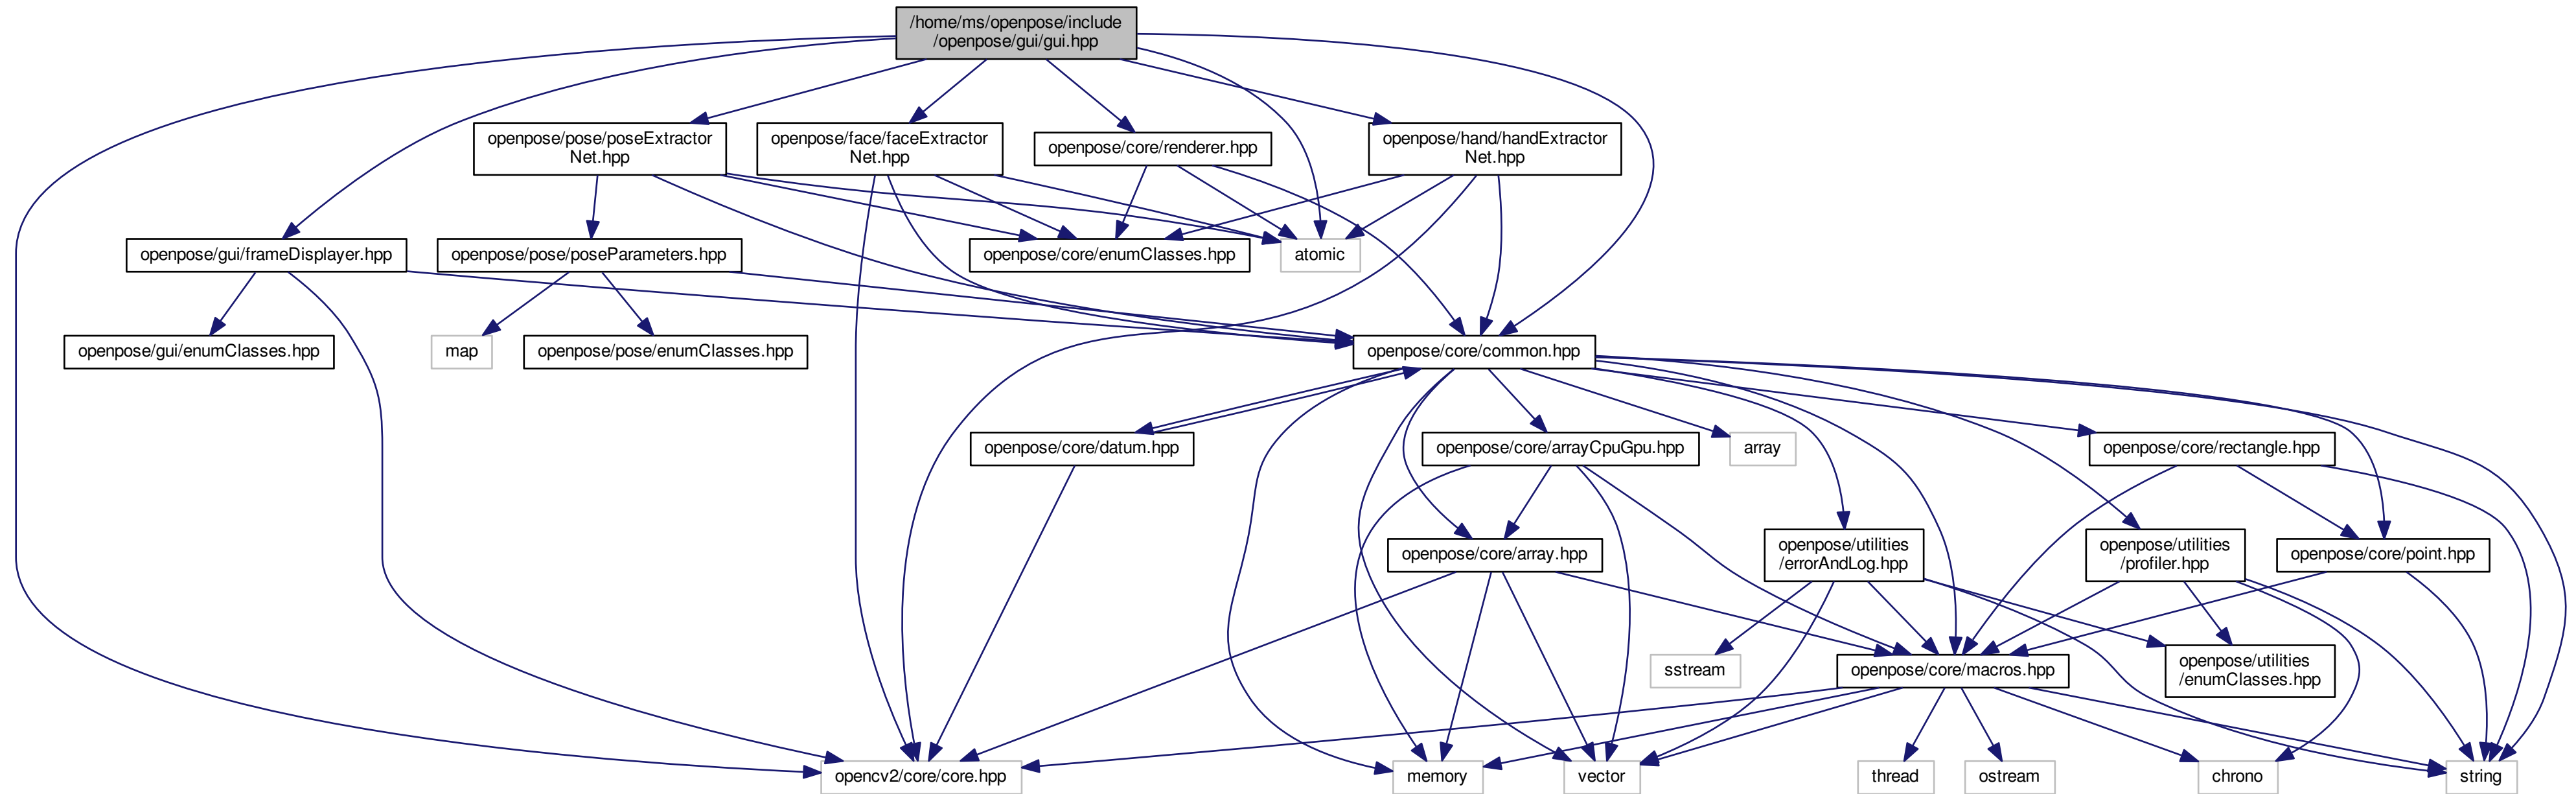 /home/ms/openpose/include
/openpose/gui/gui.hpp
openpose/pose/poseExtractor
Net.hpp
openpose/face/faceExtractor
Net.hpp
openpose/core/renderer.hpp
openpose/hand/handExtractor
Net.hpp
openpose/gui/frameDisplayer.hpp
openpose/pose/poseParameters.hpp
openpose/core/enumClasses.hpp
atomic
openpose/gui/enumClasses.hpp
map
openpose/pose/enumClasses.hpp
openpose/core/common.hpp
openpose/core/datum.hpp
openpose/core/arrayCpuGpu.hpp
array
openpose/core/rectangle.hpp
openpose/core/array.hpp
openpose/utilities
/errorAndLog.hpp
openpose/utilities
/profiler.hpp
openpose/core/point.hpp
sstream
openpose/core/macros.hpp
openpose/utilities
/enumClasses.hpp
opencv2/core/core.hpp
memory
vector
thread
ostream
chrono
string